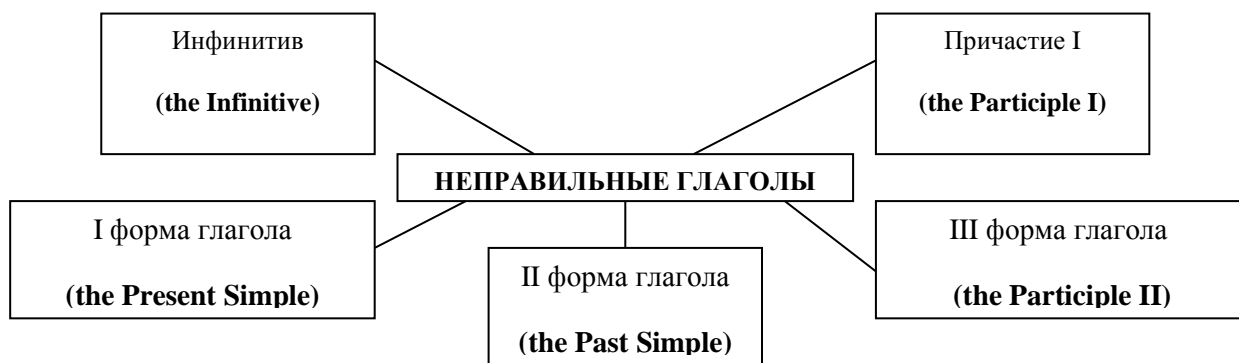 Инфинитив
(the Infinitive)
Причастие I
(the Participle I)
НЕПРАВИЛЬНЫЕ ГЛАГОЛЫ
I форма глагола
(the Present Simple)
II форма глагола
(the Past Simple)
III форма глагола
(the Participle II)